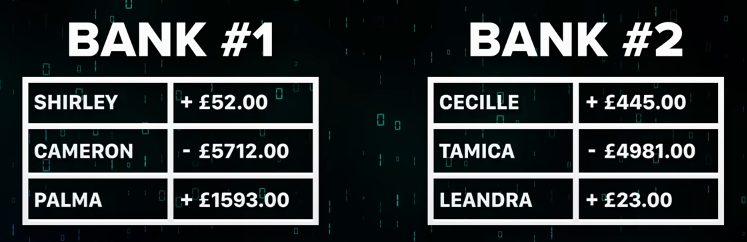 BANK #1
SHIRLEY + £52.00
CAMERON - £5712.00
PALMA + £1593.00
BANK #2
CECILLE + £445.00
TAMICA - £4981.00
LEANDRA + £23.00